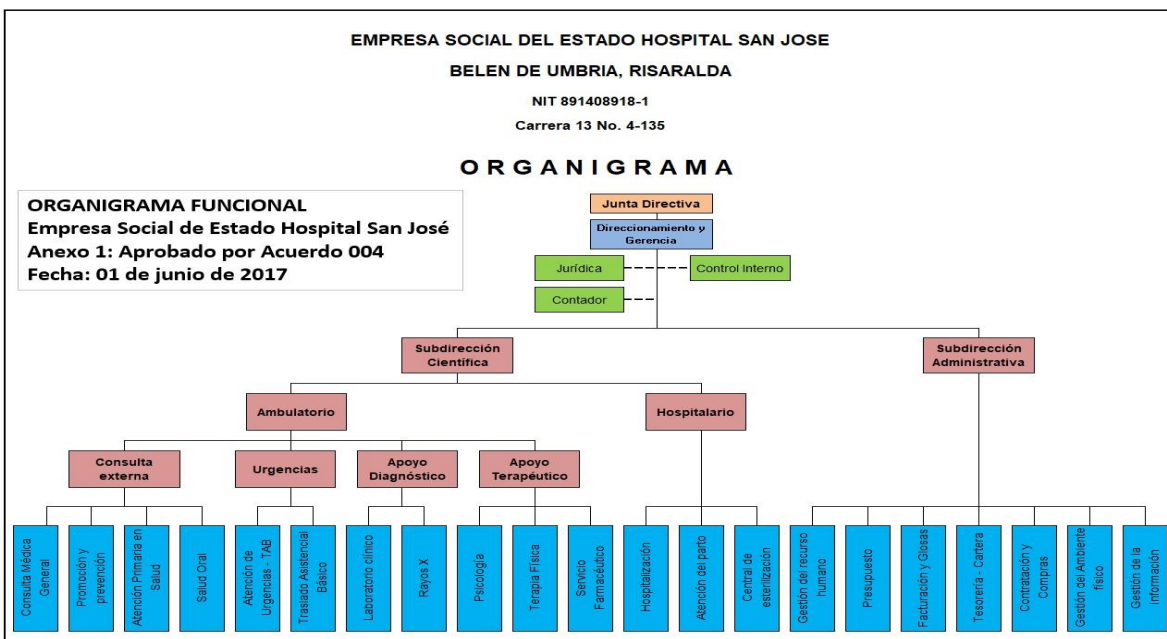 EMPRESA SOCIAL DEL ESTADO HOSPITAL SAN JOSE
BELEN DE UMBRIA, RISARALDA
NIT 891408918-1
Carrera 13 No. 4-135
ORGANIGRAMA
ORGANIGRAMA FUNCIONAL
Empresa Social de Estado Hospital San José
Anexo 1: Aprobado por Acuerdo 004
Fecha: 01 de junio de 2017
Junta Directiva
Direccionamiento y
Gerencia
Jurídica
Control Interno
Contador
Subdirección
Científica
Subdirección
Administrativa
Ambulatorio
Hospitalario
Consulta
externa
Urgencias
Apoyo
Diagnóstico
Apoyo
Terapéutico
Consulta Médica
General
Promoción y
prevención
Atención Primaria en
Salud
Salud Oral
Atención de
Urgencias - TAB
Traslado Asistencial
Básico
Laboratorio clínico
Rayos X
Psicología
Terapia Física
Servicio
Farmacéutico
Hospitalización
Atención del parto
Central de
esterilización
Gestión del recurso
humano
Presupuesto
Facturación y Glosas
Tesorería - Cartera
Contratación y
Compras
Gestión del Ambiente
físico
Gestión de la
Información